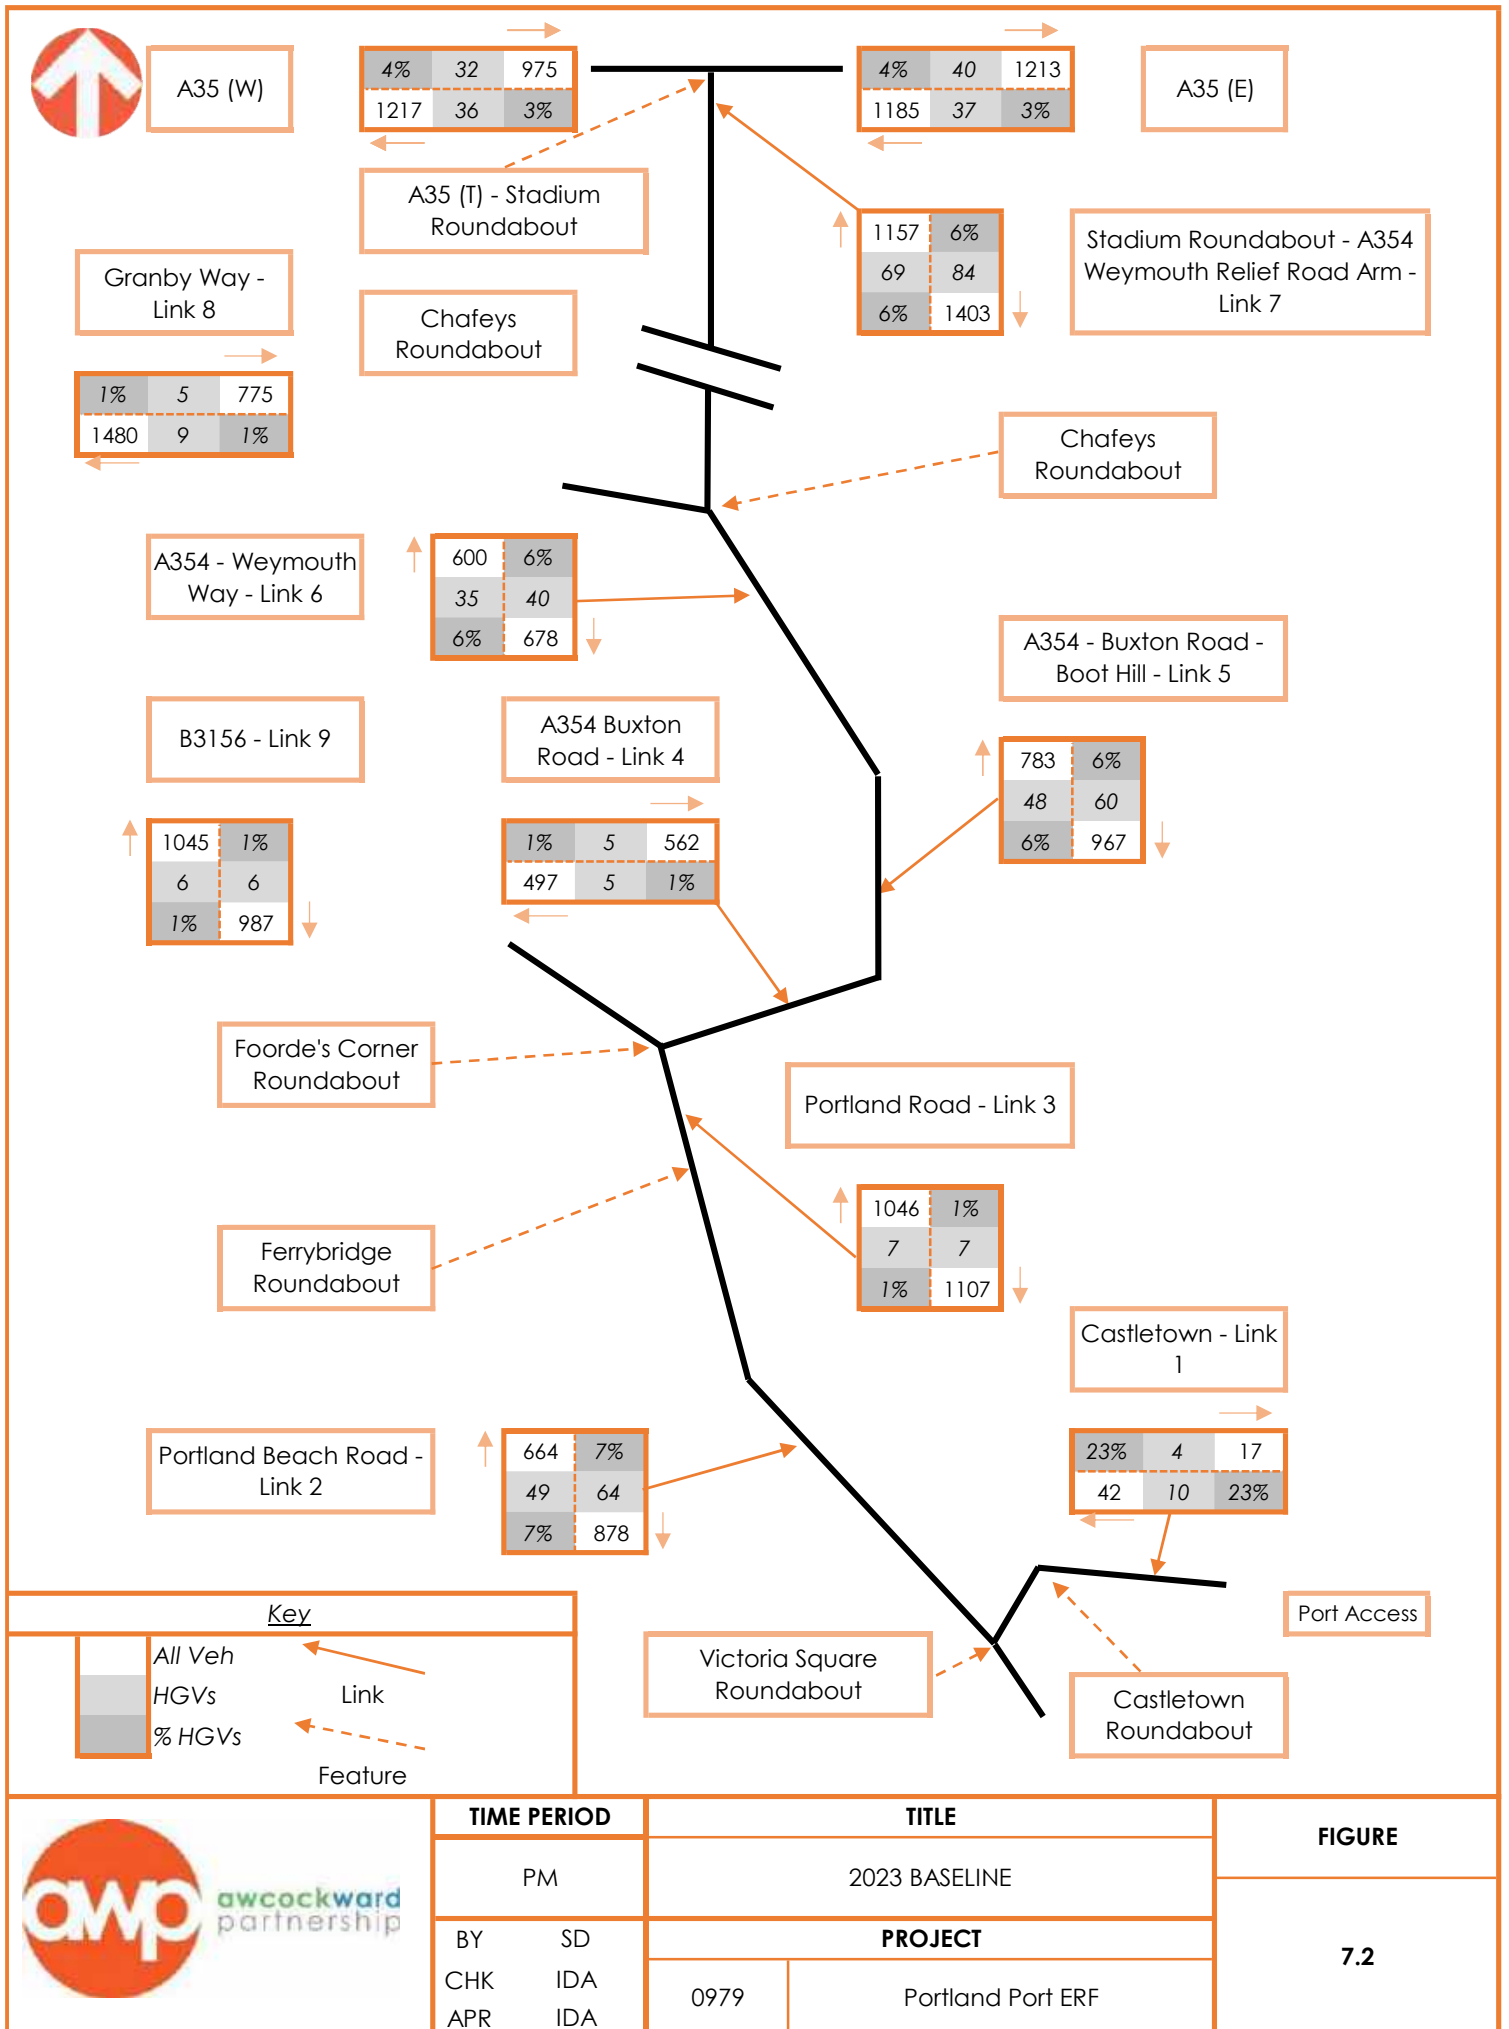 A35 (W)
4% 32 975
1217 36 3%
4% 40 1213
1185 37 3%
A35 (E)
A35 (T) - Stadium
Roundabout
1157 6%
69 84
6% 1403
Stadium Roundabout - A354
Weymouth Relief Road Arm -
Link 7
Granby Way -
Link 8
Chafeys
Roundabout
1% 5 775
1480 9 1%
Chafeys
Roundabout
A354 - Weymouth
Way - Link 6
600 6%
35 40
6% 678
A354 - Buxton Road -
Boot Hill - Link 5
B3156 - Link 9
A354 Buxton
Road - Link 4
783 6%
48 60
6% 967
1045 1%
6 6
1% 987
1% 5 562
497 5 1%
Foorde's Corner
Roundabout
Portland Road - Link 3
1046 1%
7 7
1% 1107
Ferrybridge
Roundabout
Castletown - Link
1
Portland Beach Road -
Link 2
664 7%
49 64
7% 878
23% 4 17
42 10 23%
Port Access
Victoria Square
Roundabout
Castletown
Roundabout
Key
All Veh
HGVs
% HGVs
Link
Feature
awp awcockward
partnership
TIME PERIOD
PM
BY SD
CHK IDA
APR IDA
TITLE
2023 BASELINE
PROJECT
0979 Portland Port ERF
FIGURE
7.2